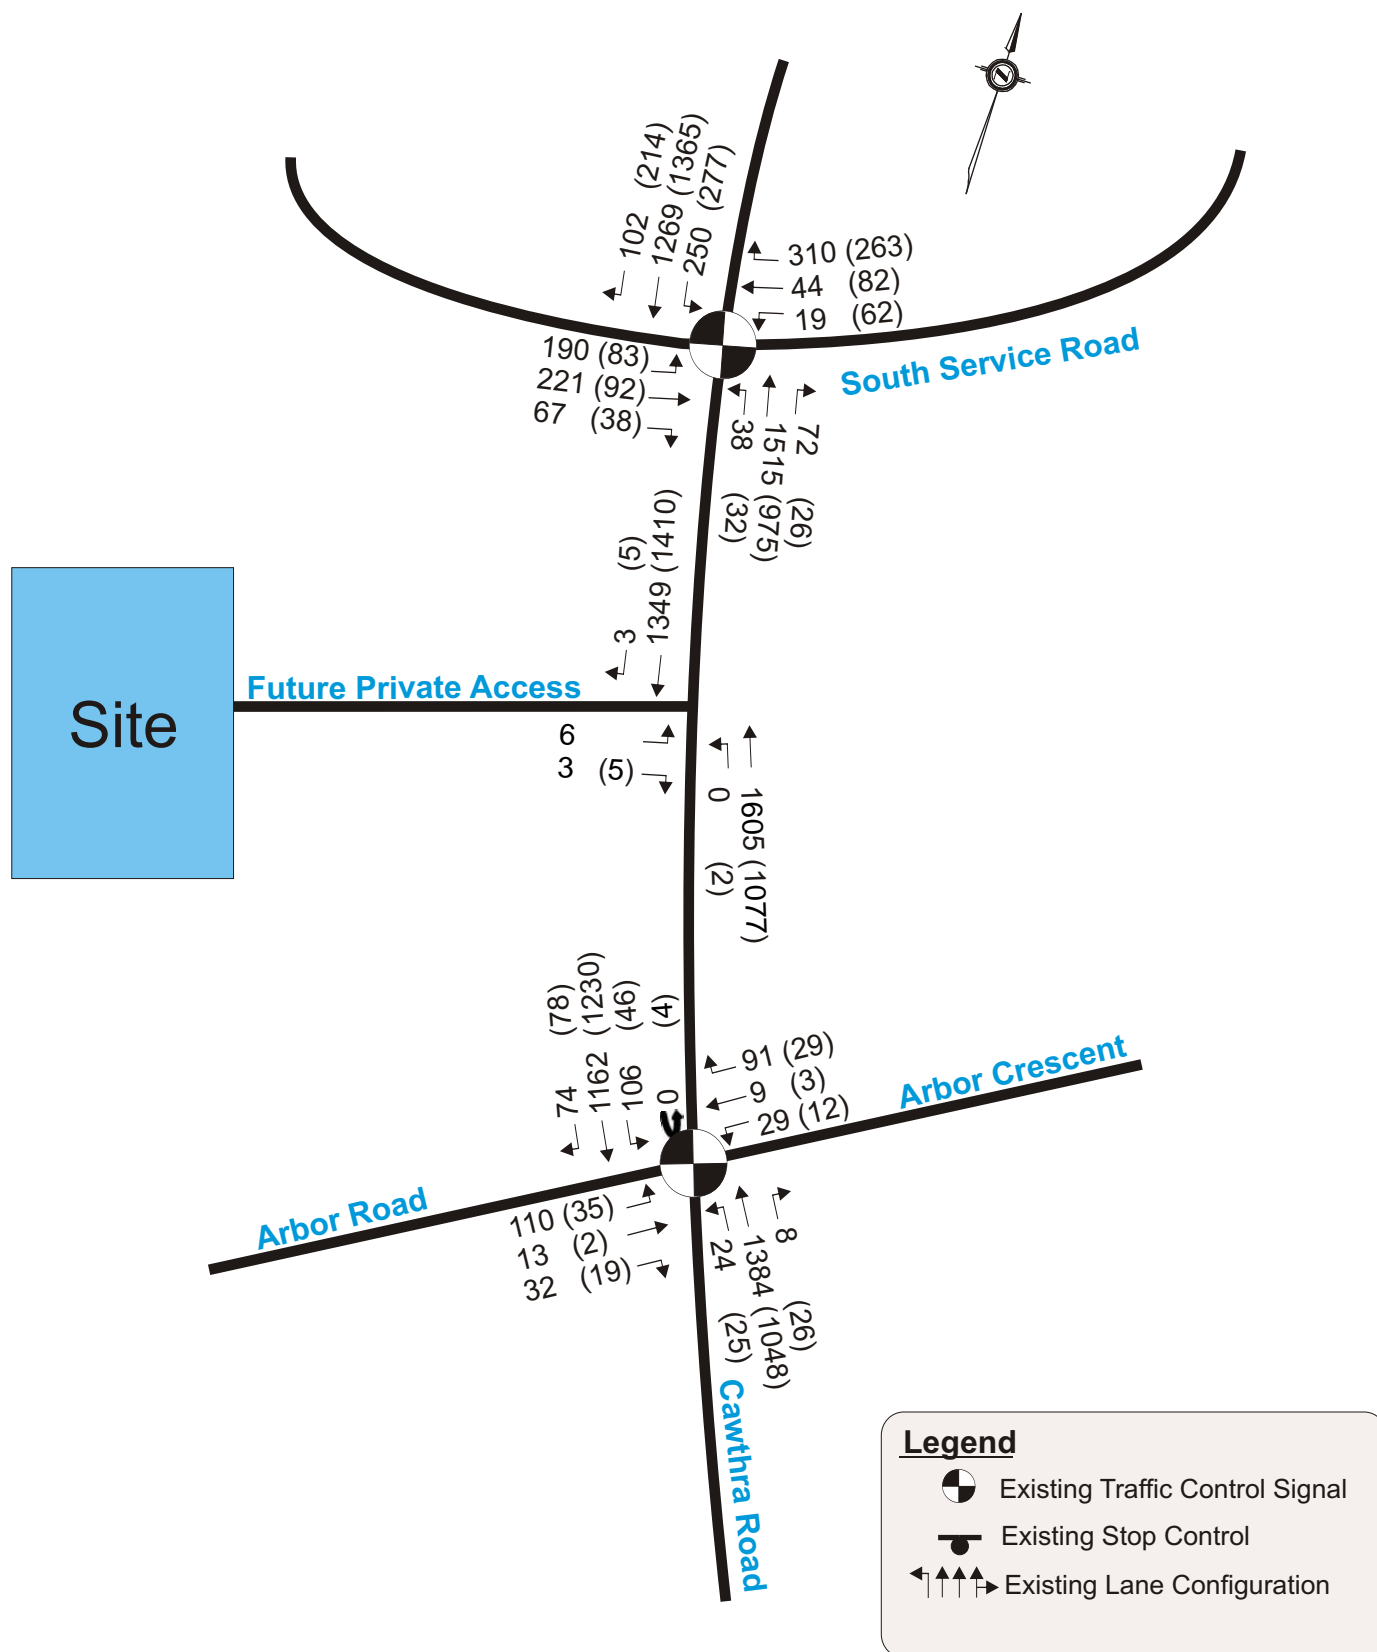 Z
102 (214)
1269 (1365)
250 (277)
310 (263)
44 (82)
19 (62)
190 (83)
221 (92)
67 (38)
South Service Road
38 (32)
1515 (975)
72 (26)
3 (5)
1349 (1410)
Site
Future Private Access
6
3 (5)
0 (2)
1605 (1077)
74 (78)
1162 (1230)
106 (46)
0 (4)
91 (29)
9 (3)
29 (12)
Arbor Crescent
Arbor Road
110 (35)
13 (2)
32 (19)
24 (25)
1384 (1048)
8 (26)
Cawthra Road
Legend
Existing Traffic Control Signal
Existing Stop Control
Existing Lane Configuration